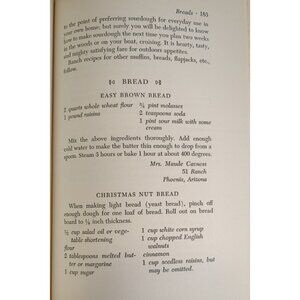 Breads · 183
to the point of preferring sourdough for everyday use in
your own home, but surely you will be delighted to know
how to make sourdough the next time you plan two weeks
in the woods or on your boat, cruising. It is hearty, tasty,
and mighty satisfying fare for outdoor appetites.
Ranch recipes for other muffins, breads, flapjacks, etc.,
follow.
BREAD
EASY BROWN BREAD
2 quarts whole wheat flour
1 pound raisins
¾ pint molasses
2 teaspoons soda
1 pint sour milk with some
cream
Mix the above ingredients thoroughly. Add enough
cold water to make the batter thin enough to drop from a
spoon. Steam 6 hours or bake 1 hour at about 400 degrees.
Mrs. Maude
51 Ranch
Phoenix, Arizona
CHRISTMAS NUT BREAD
When making light bread (yeast bread), pinch off
enough dough for one loaf of bread. Roll out on bread
board to ¼ inch thickness.
½ cup salad oil or vege-
table shortening
flour
2 tablespoons melted but-
ter or margarine
1 cup sugar
1 cup white corn syrup
1 cup chopped English
walnuts
cinnamon
1 cup seedless raisins, but
may be omitted.